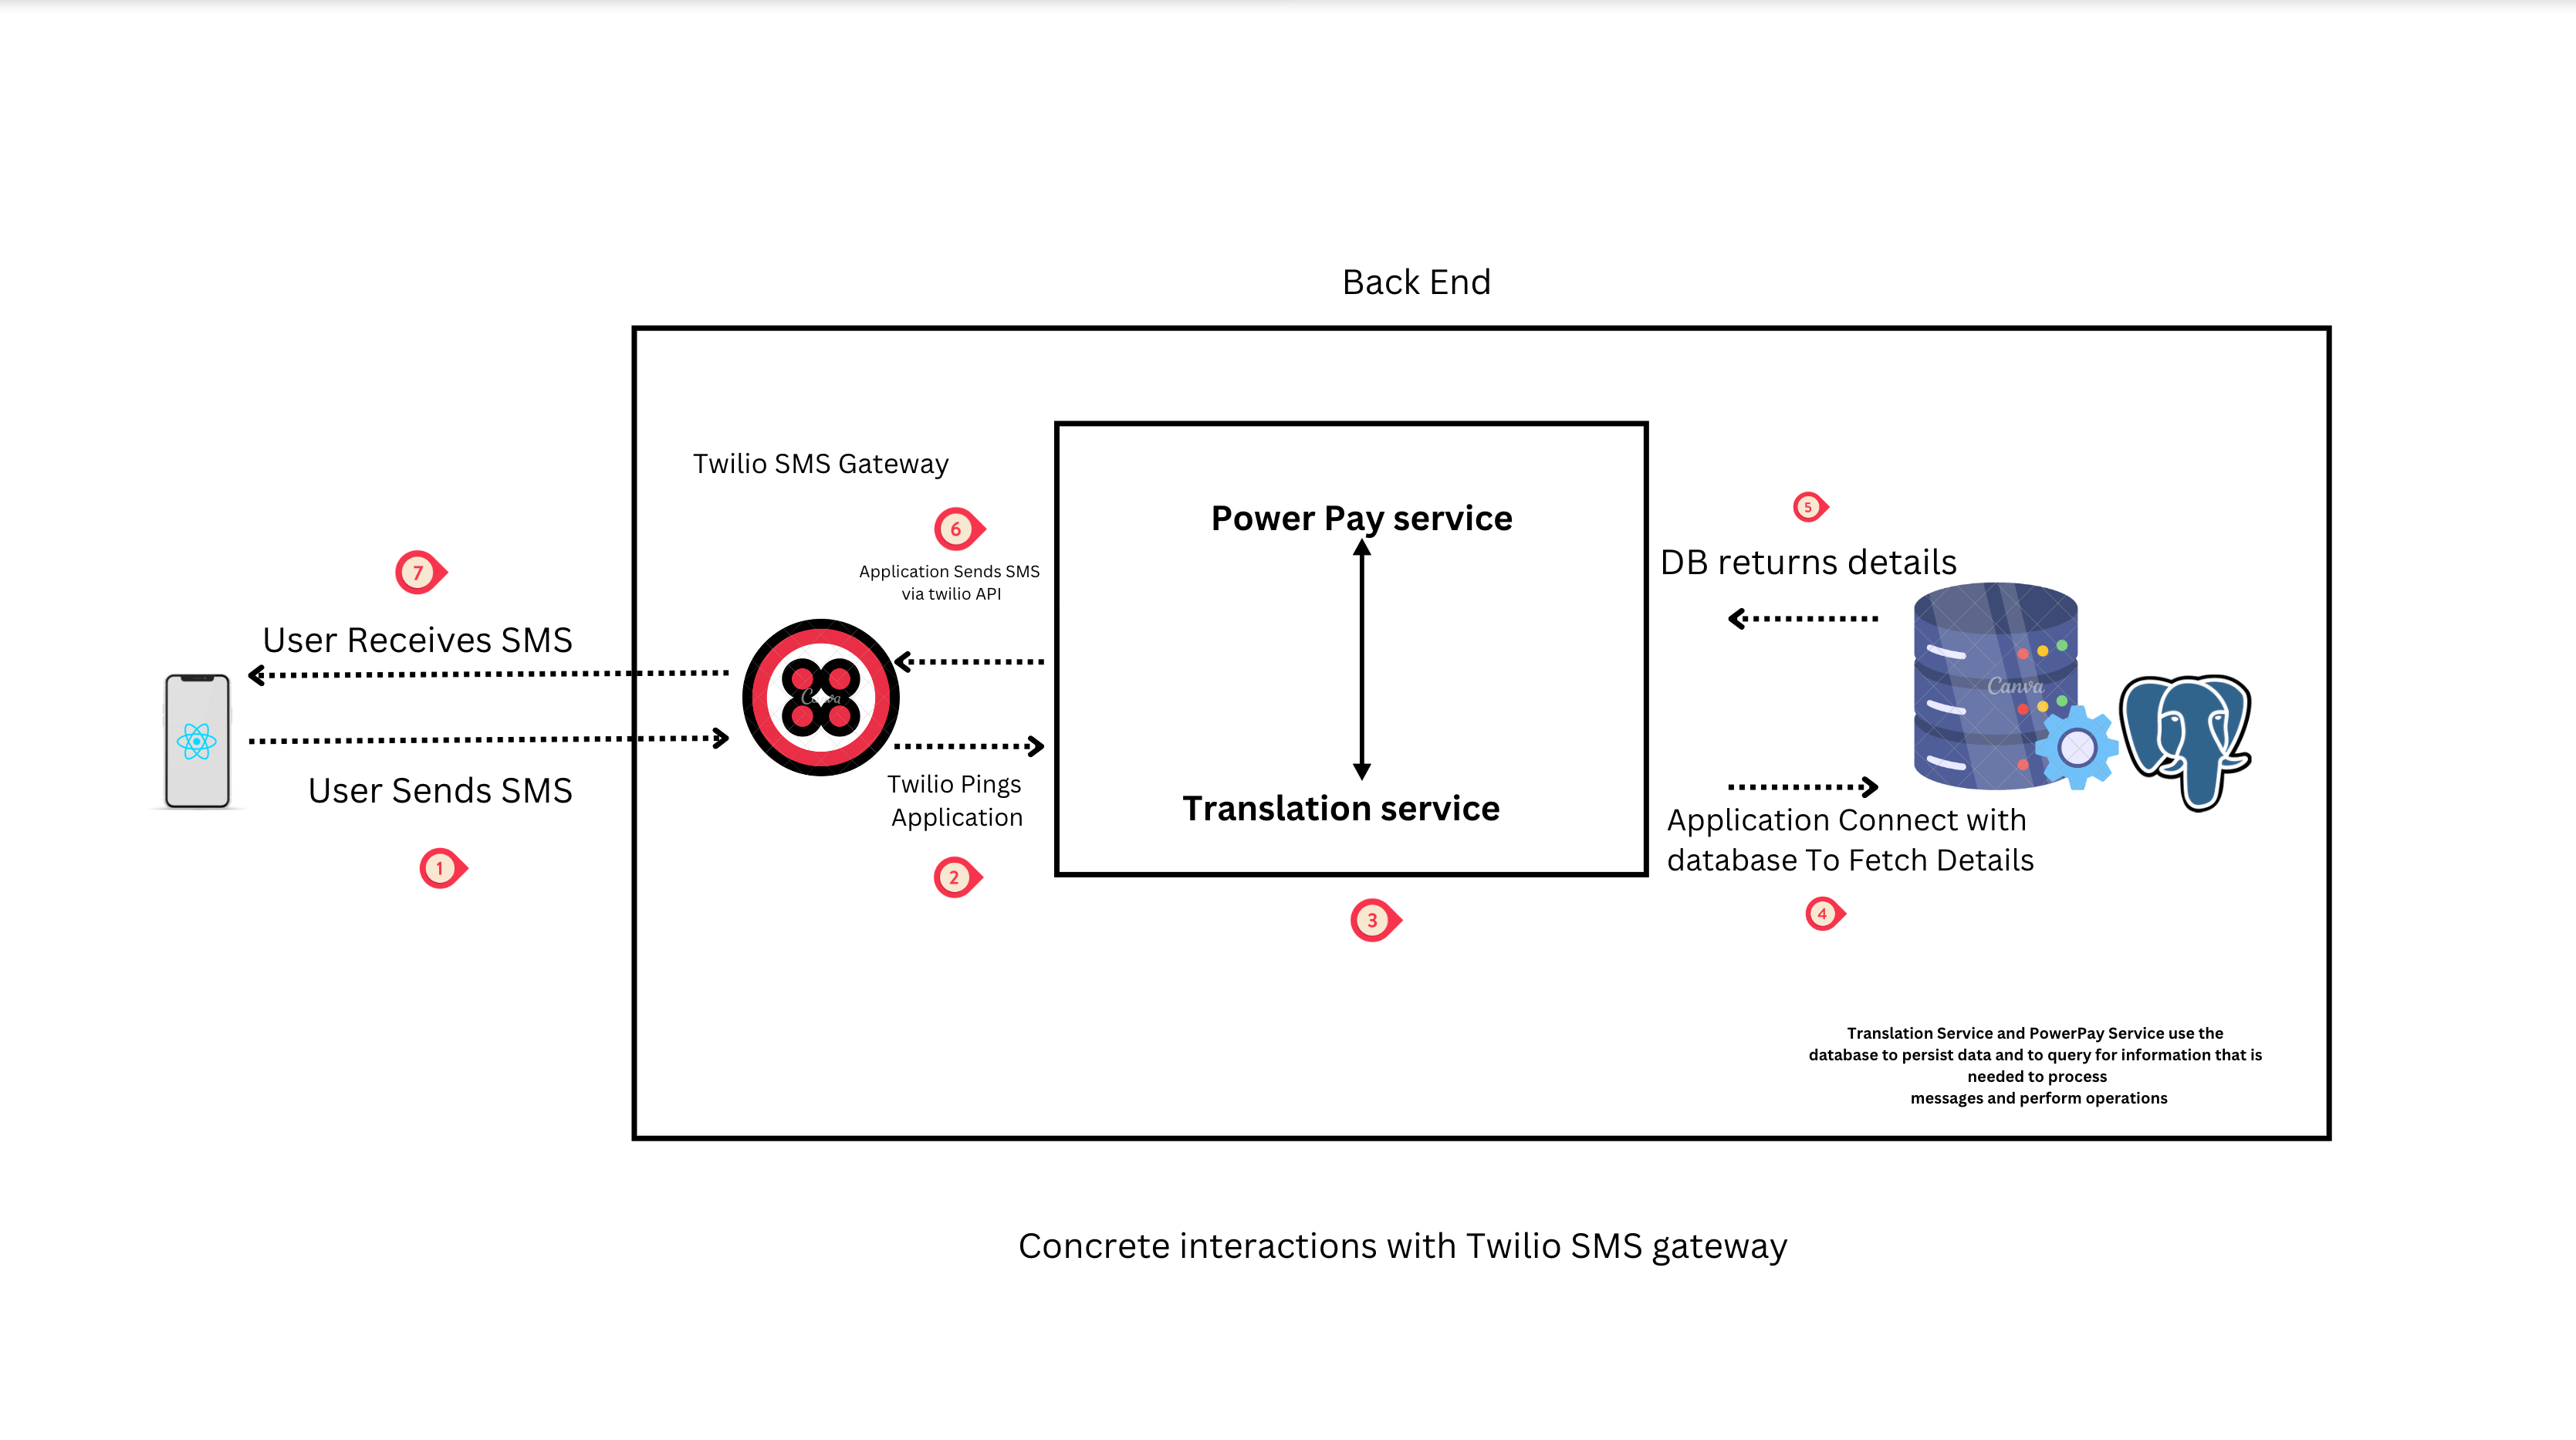 Back End
Twilio SMS Gateway
6
Application Sends SMS
via twilio API
7
User Receives SMS
User Sends SMS
1
Canva
Twilio Pings
Application
2
Power Pay service
Translation service
3
5
DB returns details
Canva
Application Connect with
database To Fetch Details
4
Translation Service and PowerPay Service use the
database to persist data and to query for information that is
needed to process
messages and perform operations
Concrete interactions with Twilio SMS gateway